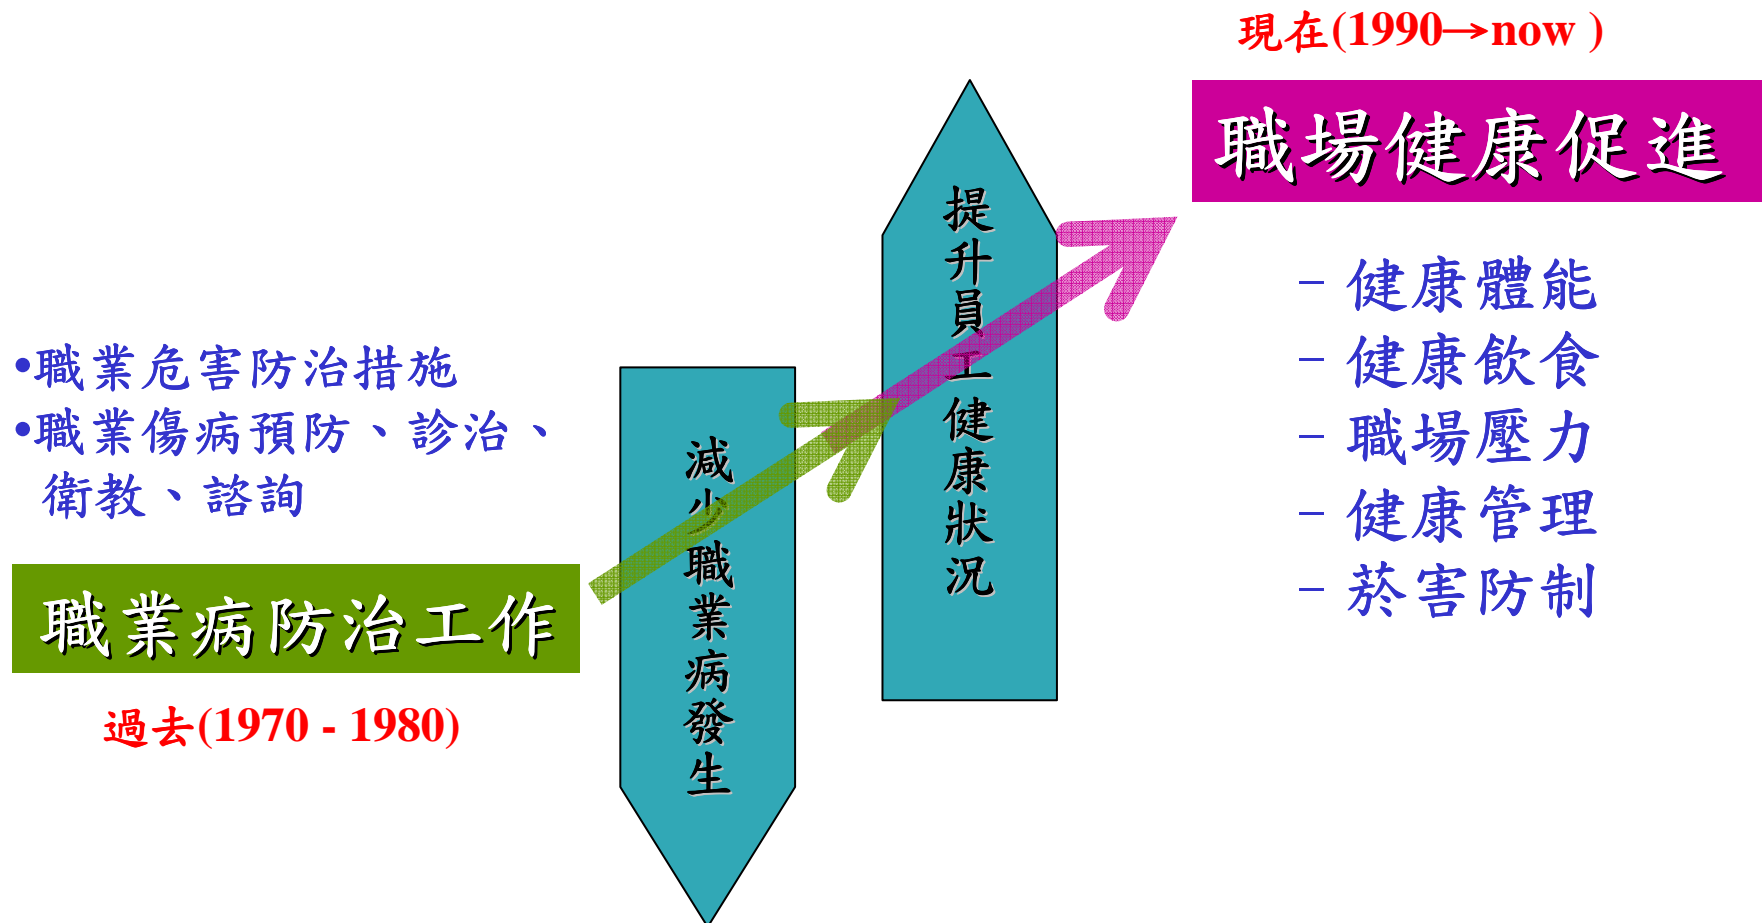 現在(1990→now )
職場健康促進
– 健康體能
– 健康飲食
– 職場壓力
– 健康管理
– 菸害防制
提升員工健康狀況
減少職業病發生
•職業危害防治措施
•職業傷病預防、診治、
衛教、諮詢
職業病防治工作
過去(1970 - 1980)